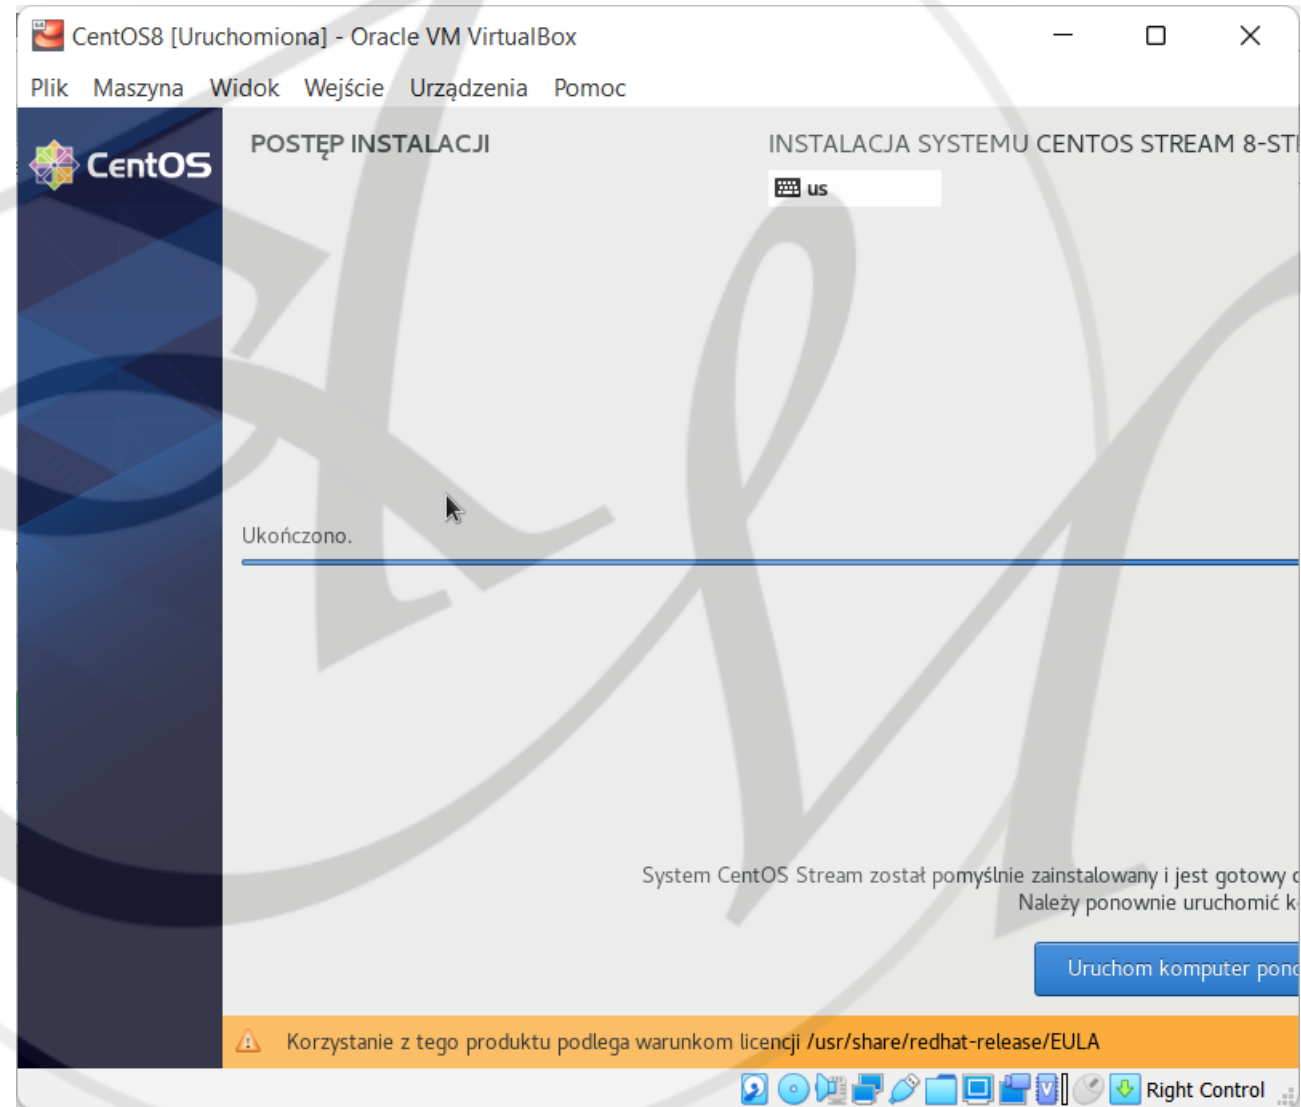 CentOS8 [Uruchomiona] - Oracle VM VirtualBox
Plik Maszyna Widok Wejście Urządzenia Pomoc
CentOS
POSTĘP INSTALACJI
INSTALACJA SYSTEMU CENTOS STREAM 8-ST
us
Ukończono.
System CentOS Stream został pomyślnie zainstalowany i jest gotowy
Należy ponownie uruchomić k
Uruchom komputer pono
Korzystanie z tego produktu podlega warunkom licencji /usr/share/redhat-release/EULA
Right Control